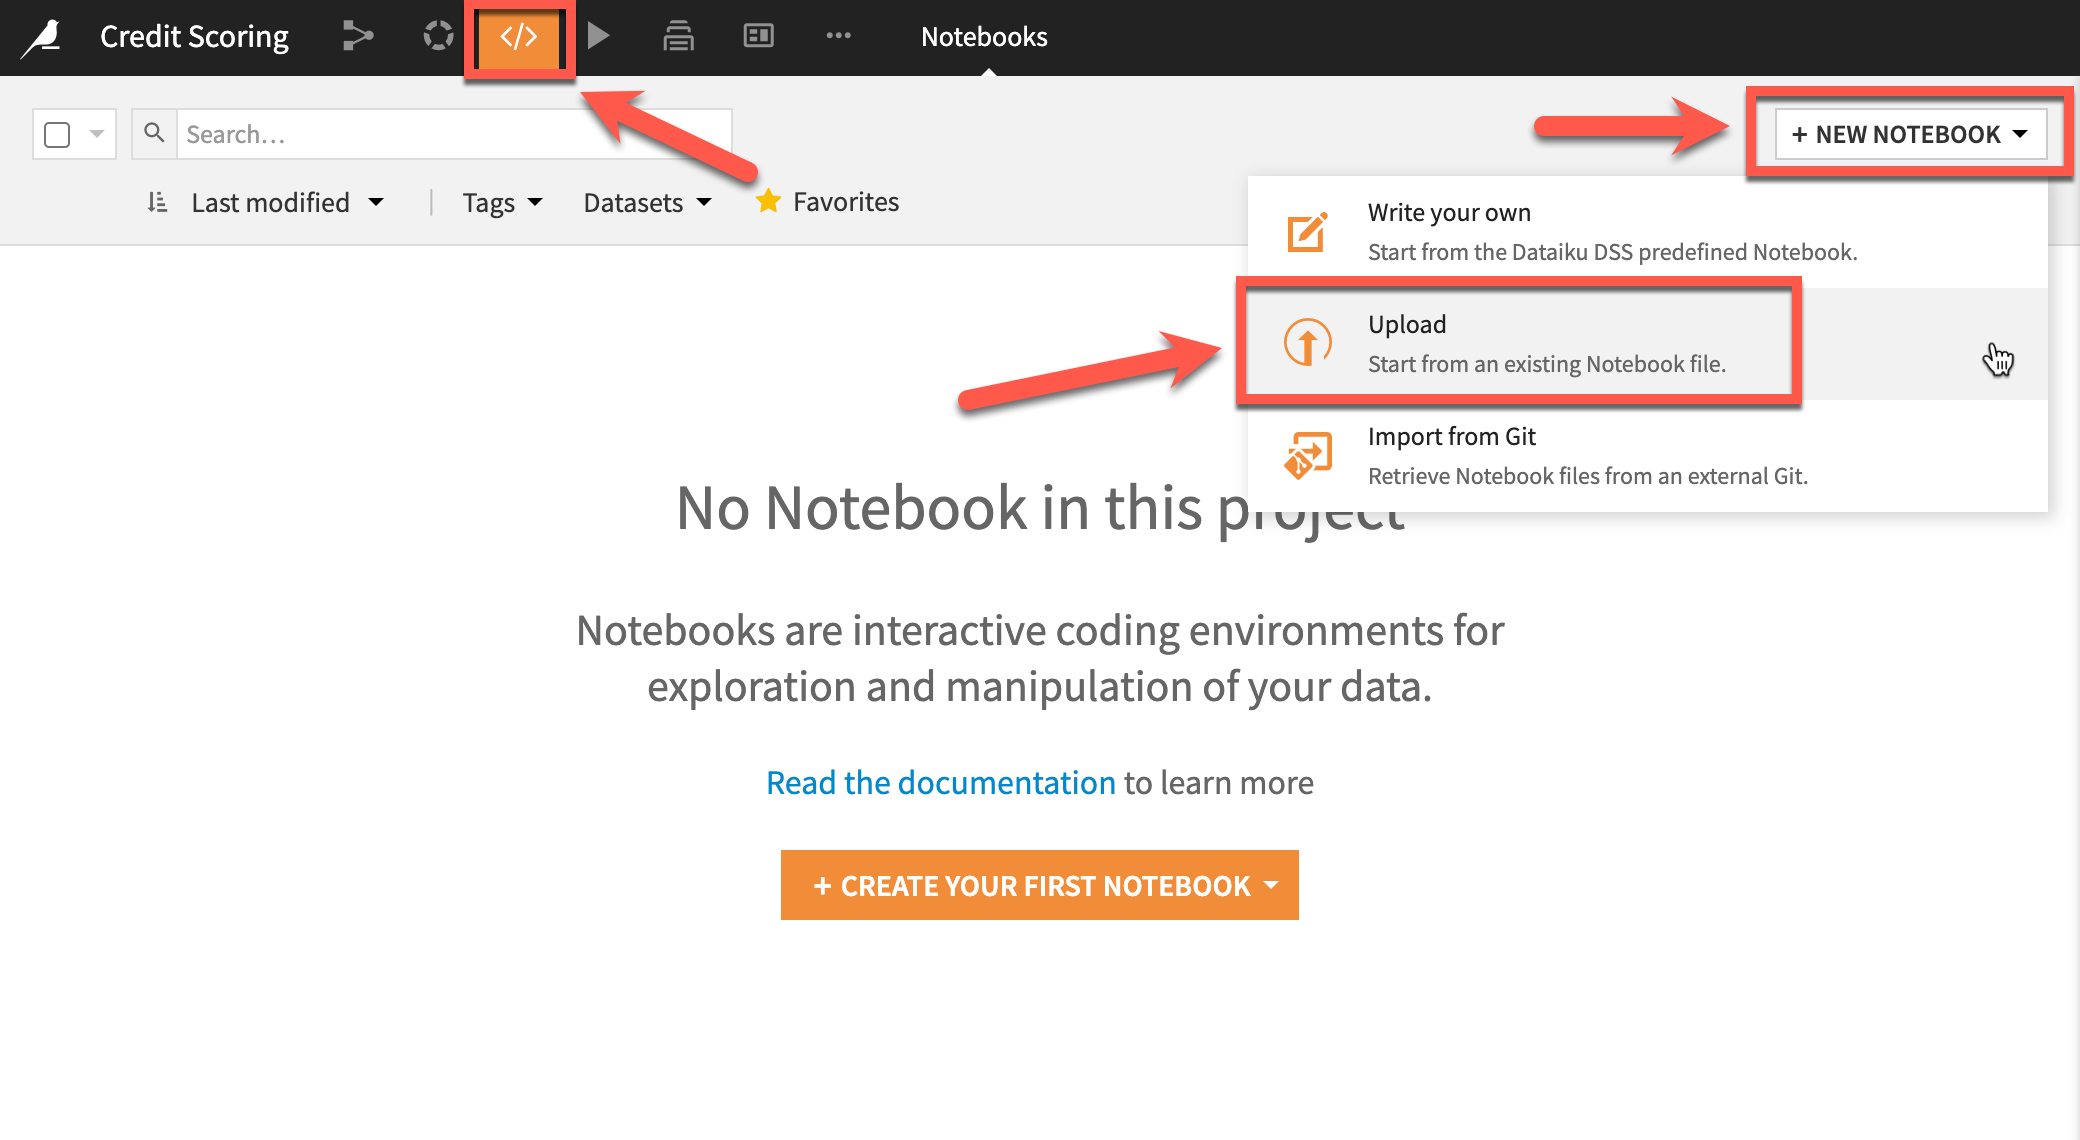 Credit Scoring
</>
Notebooks
Search...
+ NEW NOTEBOOK
Last modified
Tags
Datasets
Favorites
Write your own
Start from the Dataiku DSS predefined Notebook.
Upload
Start from an existing Notebook file.
Import from Git
Retrieve Notebook files from an external Git.
No Notebook in this project
Notebooks are interactive coding environments for
exploration and manipulation of your data.
Read the documentation to learn more
+ CREATE YOUR FIRST NOTEBOOK